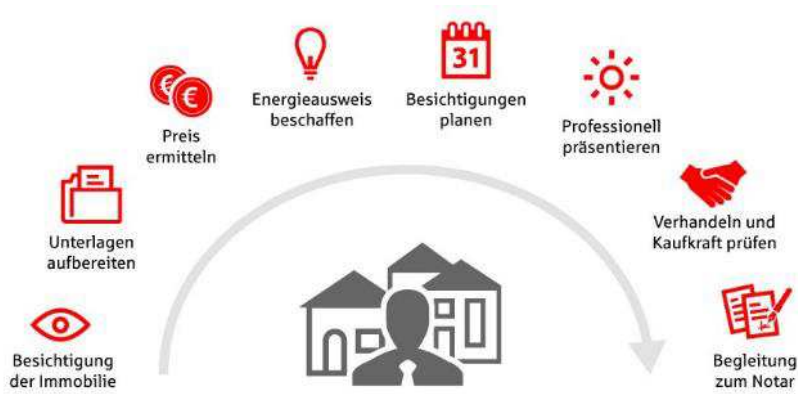 Besichtigung
der Immobilie
Unterlagen
aufbereiten
€
€
Preis
ermitteln
Energieausweis
beschaffen
31
Besichtigungen
planen
Professionell
präsentieren
Verhandeln und
Kaufkraft prüfen
Begleitung
zum Notar